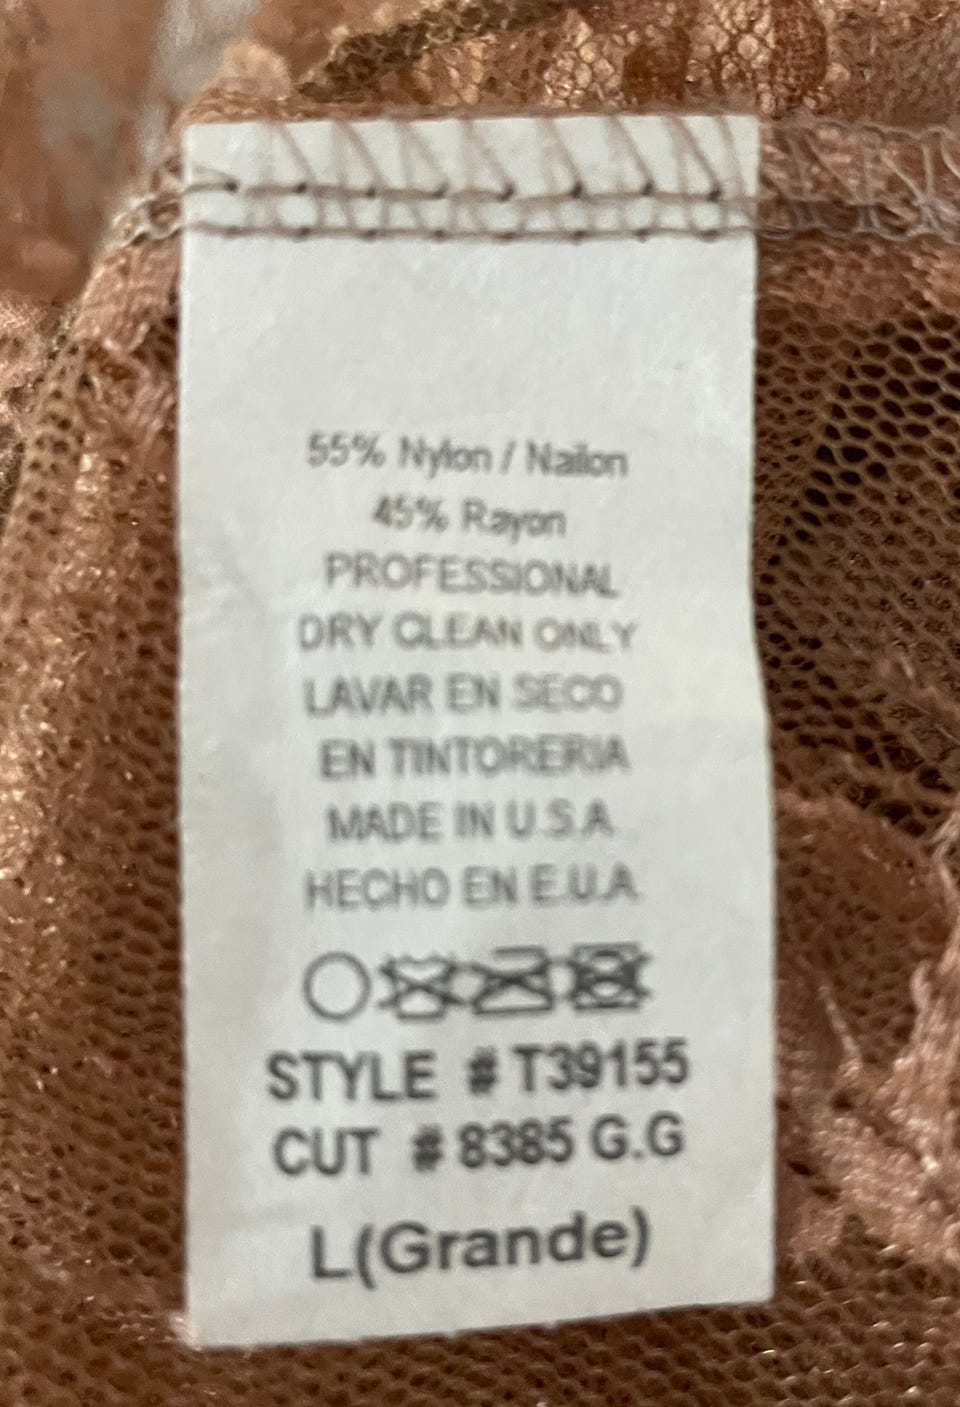 55% Nylon / Nailon
45% Rayon
PROFESSIONAL
DRY CLEAN ONLY
LAVAR EN SECO
EN TINTORERIA
MADE IN U.S.A
HECHO EN E.U.A.
STYLE # T39155
CUT # 8385 G.G
L(Grande)